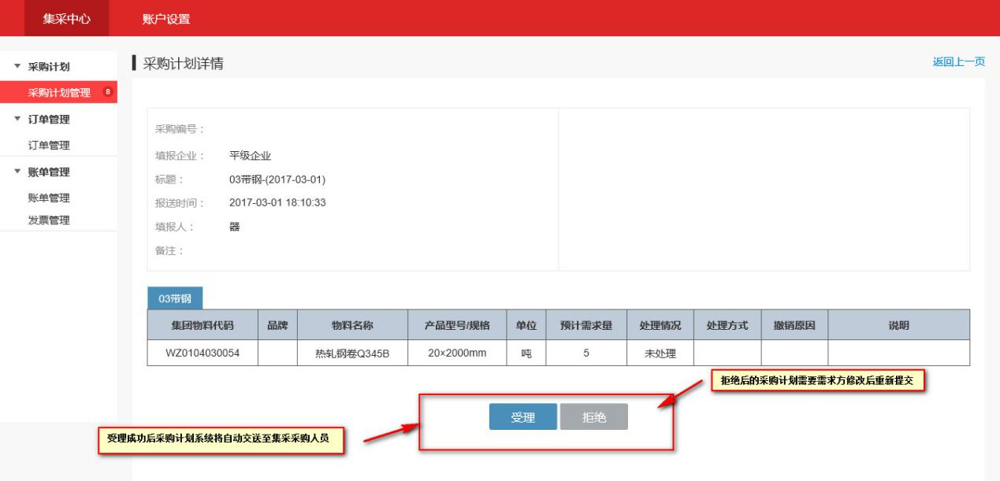 集采中心 账户设置
采购计划
采购计划管理 8
订单管理
订单管理
账单管理
账单管理
发票管理
采购计划详情 返回上一页
采购编号：
填报企业： 平级企业
标题： 03带钢-(2017-03-01)
报送时间： 2017-03-01 18:10:33
填报人： 器
备注：
03带钢
集团物料代码 品牌 物料名称 产品型号/规格 单位 预计需求量 处理情况 处理方式 撤销原因 说明
WZ0104030054 热轧钢卷Q345B 20×2000mm 吨 5 未处理
拒绝后的采购计划需要需求方修改后重新提交
受理 拒绝
受理成功后采购计划系统将自动交送至集采采购人员